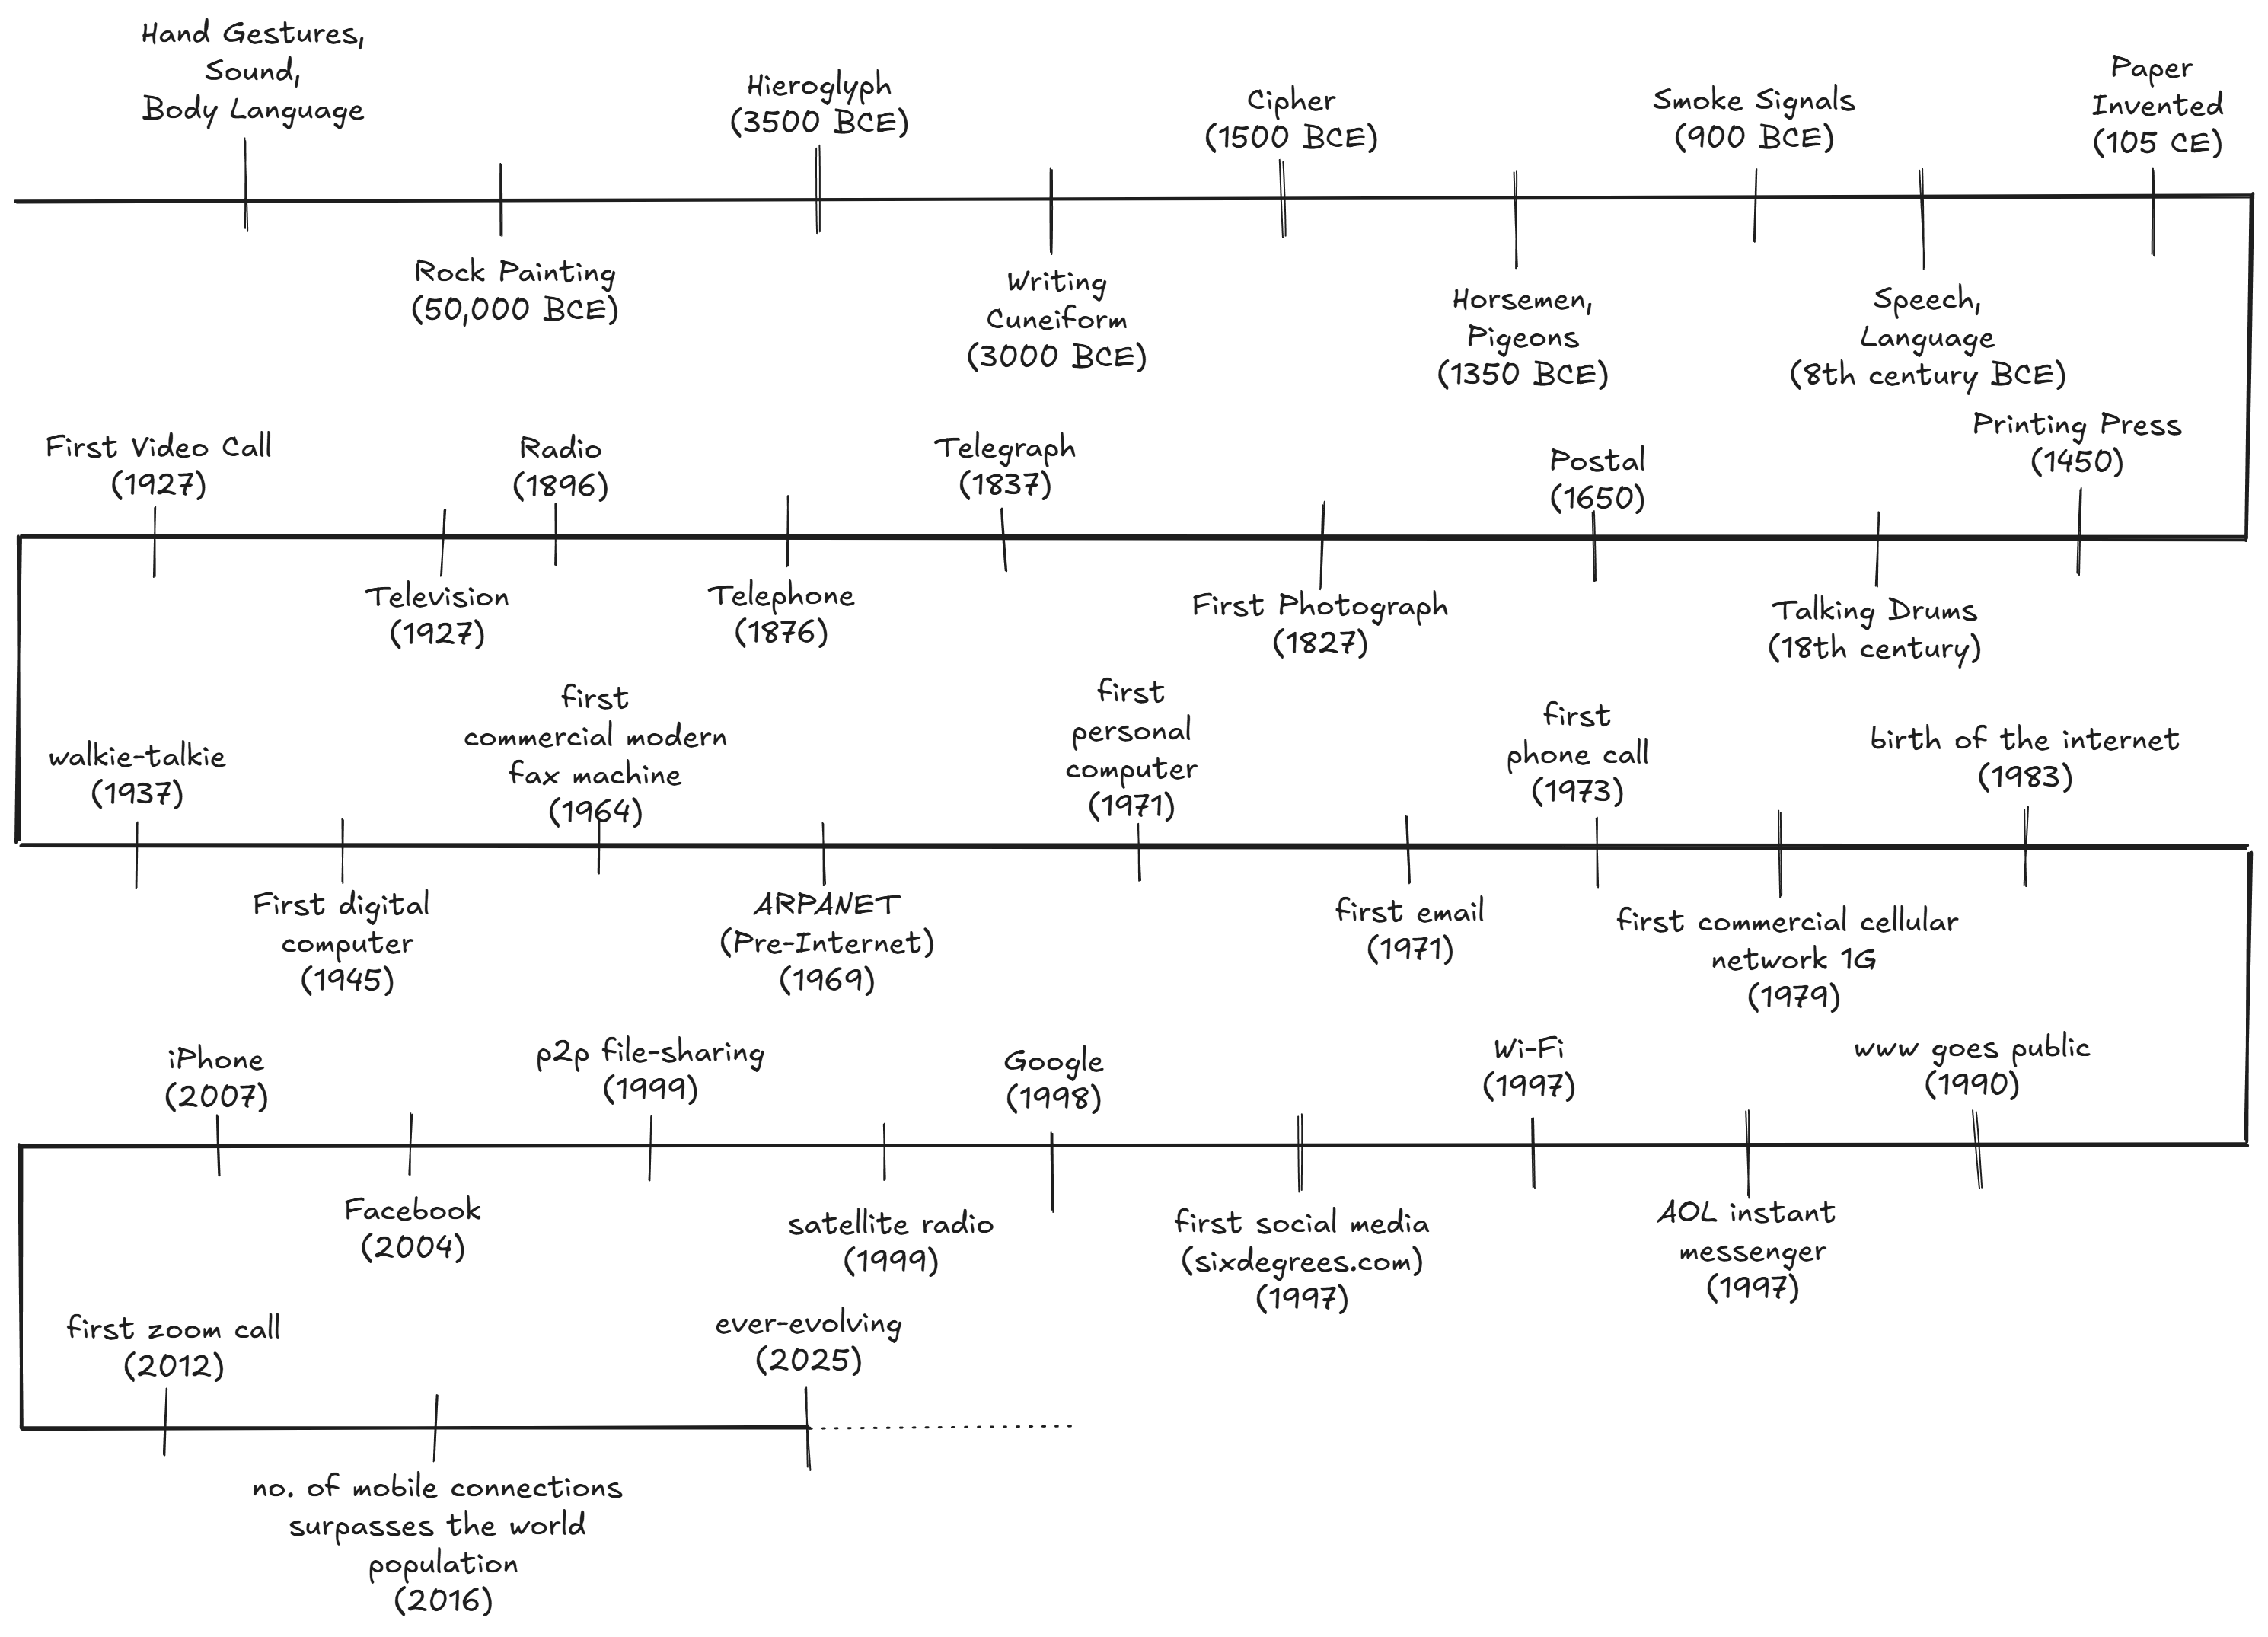 Hand Gestures,
Sound,
Body Language
Rock Painting
(50,000 BCE)
Hieroglyph
(3500 BCE)
Writing
Cuneiform
(3000 BCE)
Cipher
(1500 BCE)
Horsemen,
Pigeons
(1350 BCE)
Smoke Signals
(900 BCE)
Speech,
Language
(8th century BCE)
Paper
Invented
(105 CE)
Printing Press
(1450)
Talking Drums
(18th century)
Postal
(1650)
First Photograph
(1827)
Telegraph
(1837)
Telephone
(1876)
Radio
(1896)
Television
(1927)
First Video Call
(1927)
walkie-talkie
(1937)
First digital
computer
(1945)
first
commercial modern
fax machine
(1964)
ARPANET
(Pre-Internet)
(1969)
first
personal
computer
(1971)
first email
(1971)
first
phone call
(1973)
first commercial cellular
network 1G
(1979)
birth of the internet
(1983)
www goes public
(1990)
AOL instant
messenger
(1997)
Wi-Fi
(1997)
first social media
(sixdegrees.com)
(1997)
Google
(1998)
satellite radio
(1999)
p2p file-sharing
(1999)
Facebook
(2004)
iPhone
(2007)
first zoom call
(2012)
no. of mobile connections
surpasses the world
population
(2016)
ever-evolving
(2025)